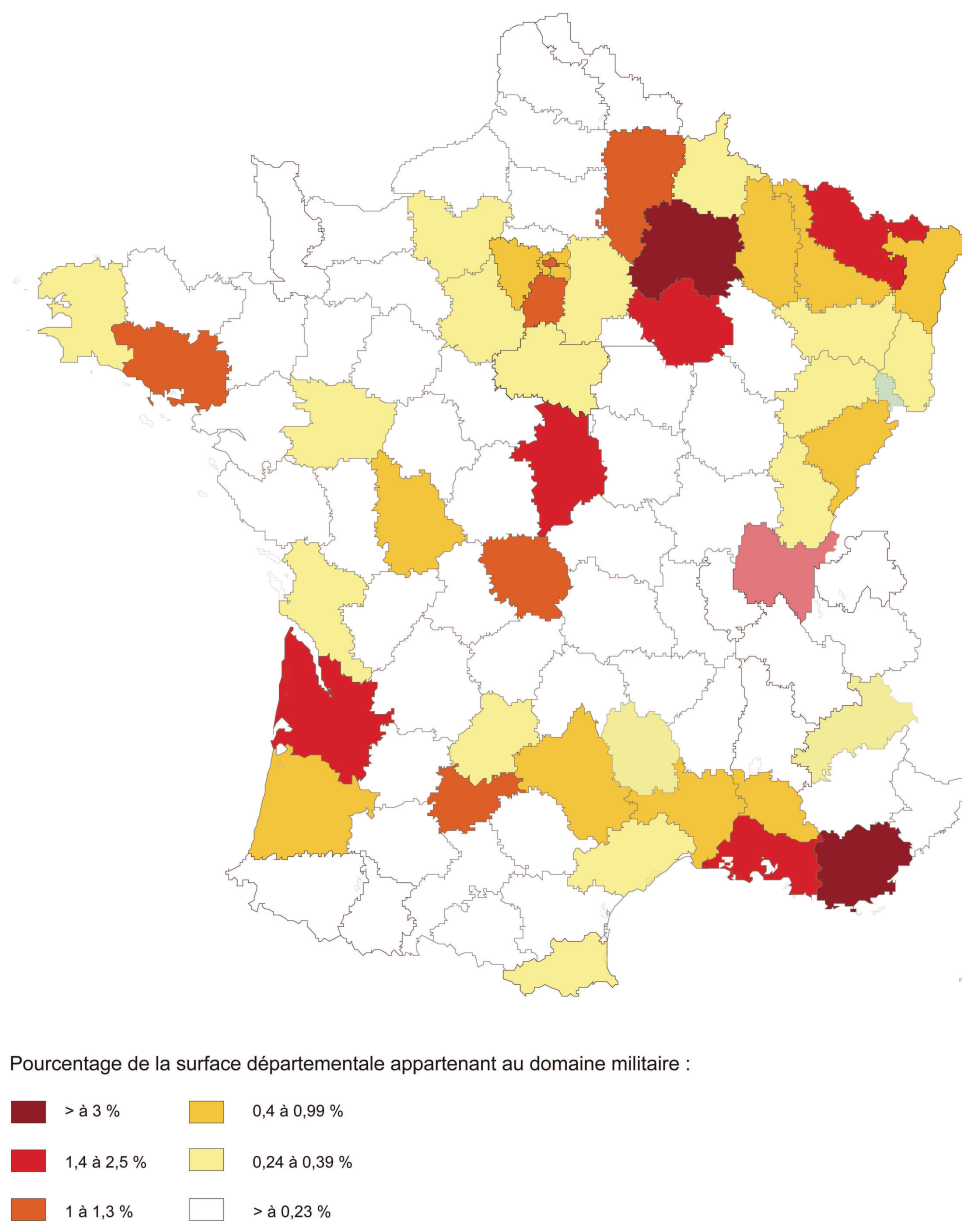 Pourcentage de la surface départementale appartenant au domaine militaire :
> à 3 %
0,4 à 0,99 %
1,4 à 2,5 %
0,24 à 0,39 %
1 à 1,3 %
> à 0,23 %